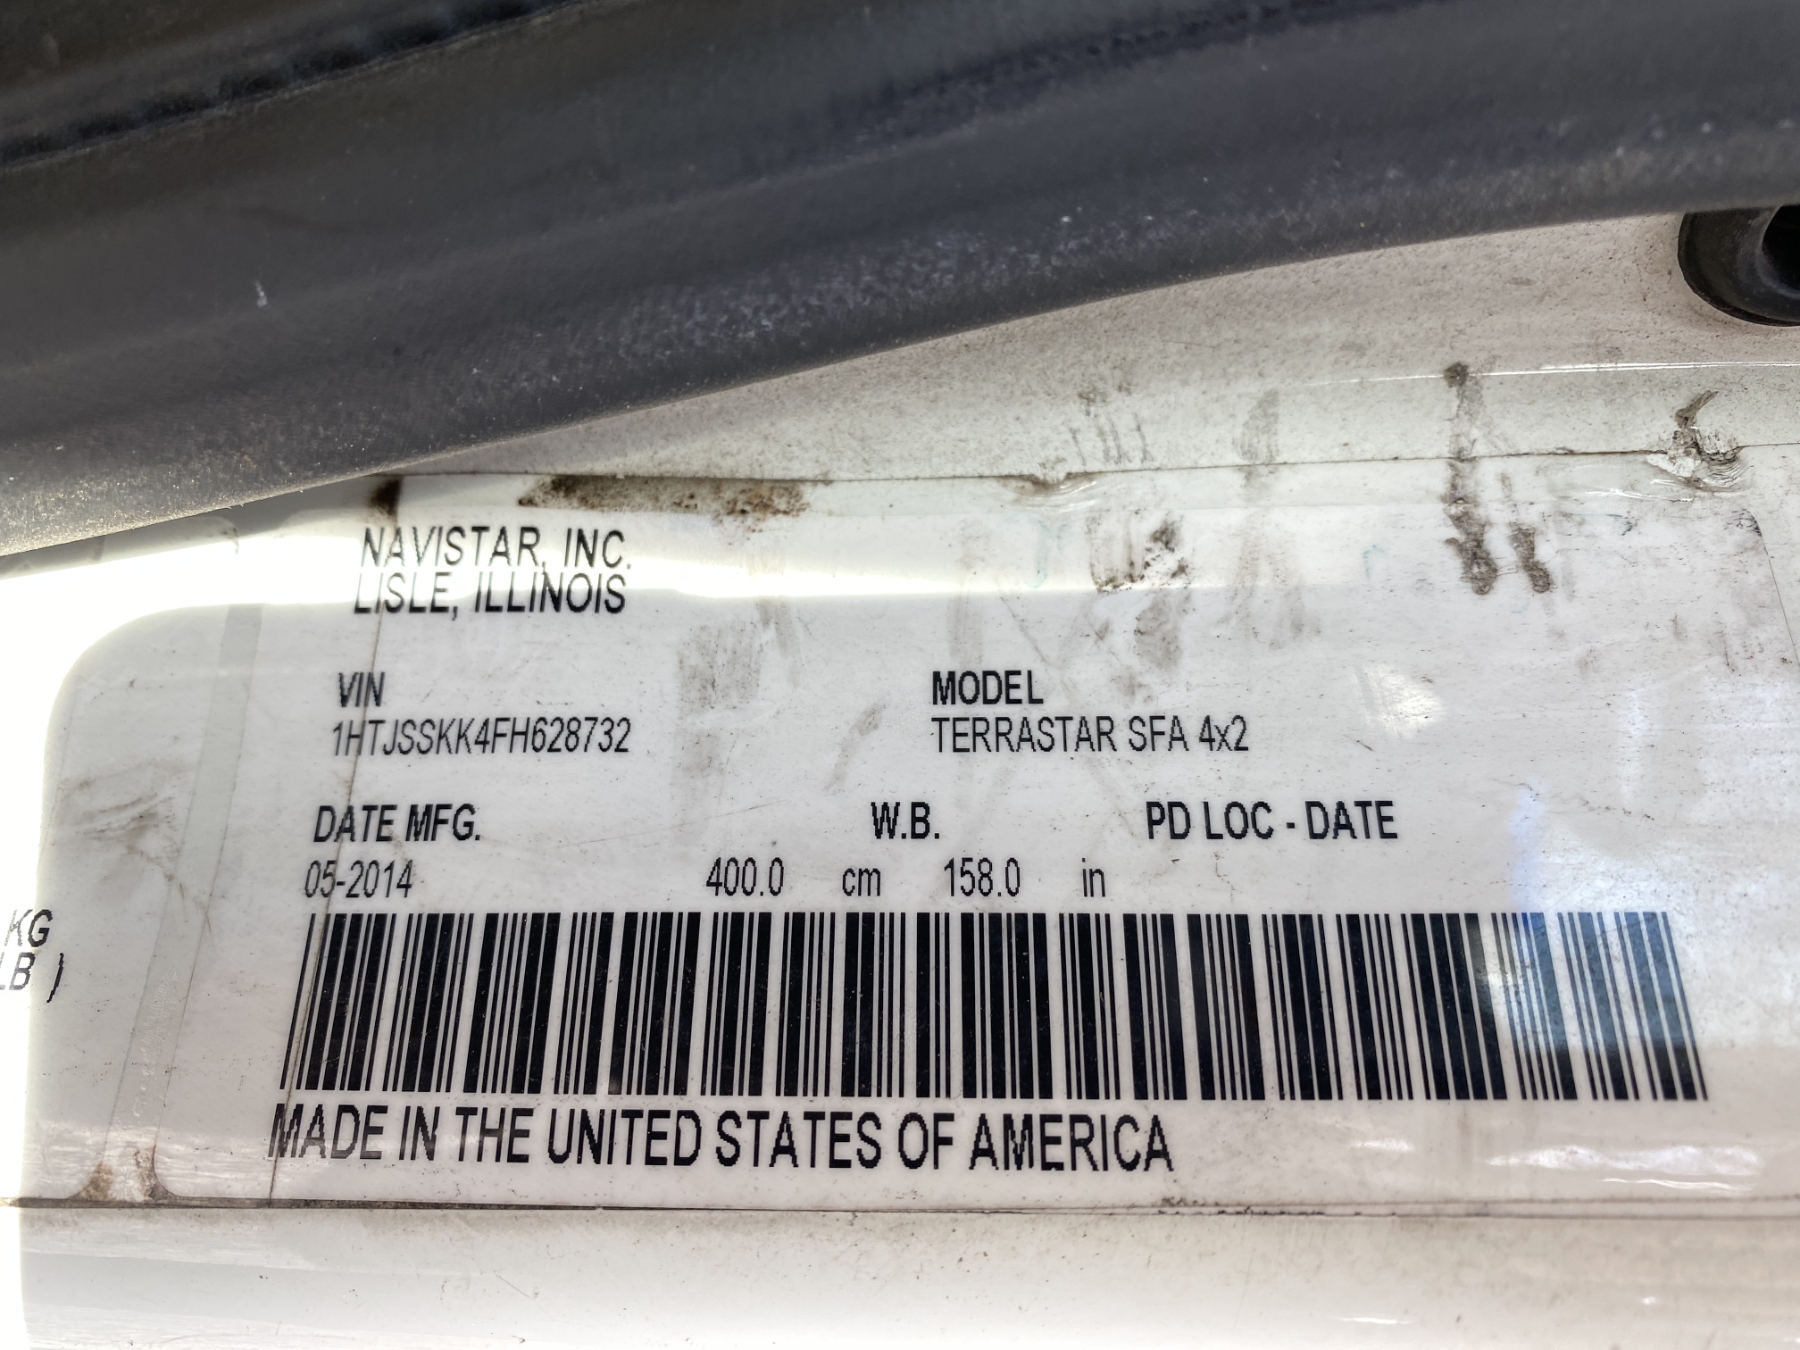 NAVISTAR, INC.
LISLE, ILLINOIS
VIN MODEL
1HTJSSKK4FH628732 TERRASTAR SFA 4x2
DATE MFG. W.B. PD LOC - DATE
05-2014 400.0 cm 158.0 in
KG
LB )
MADE IN THE UNITED STATES OF AMERICA